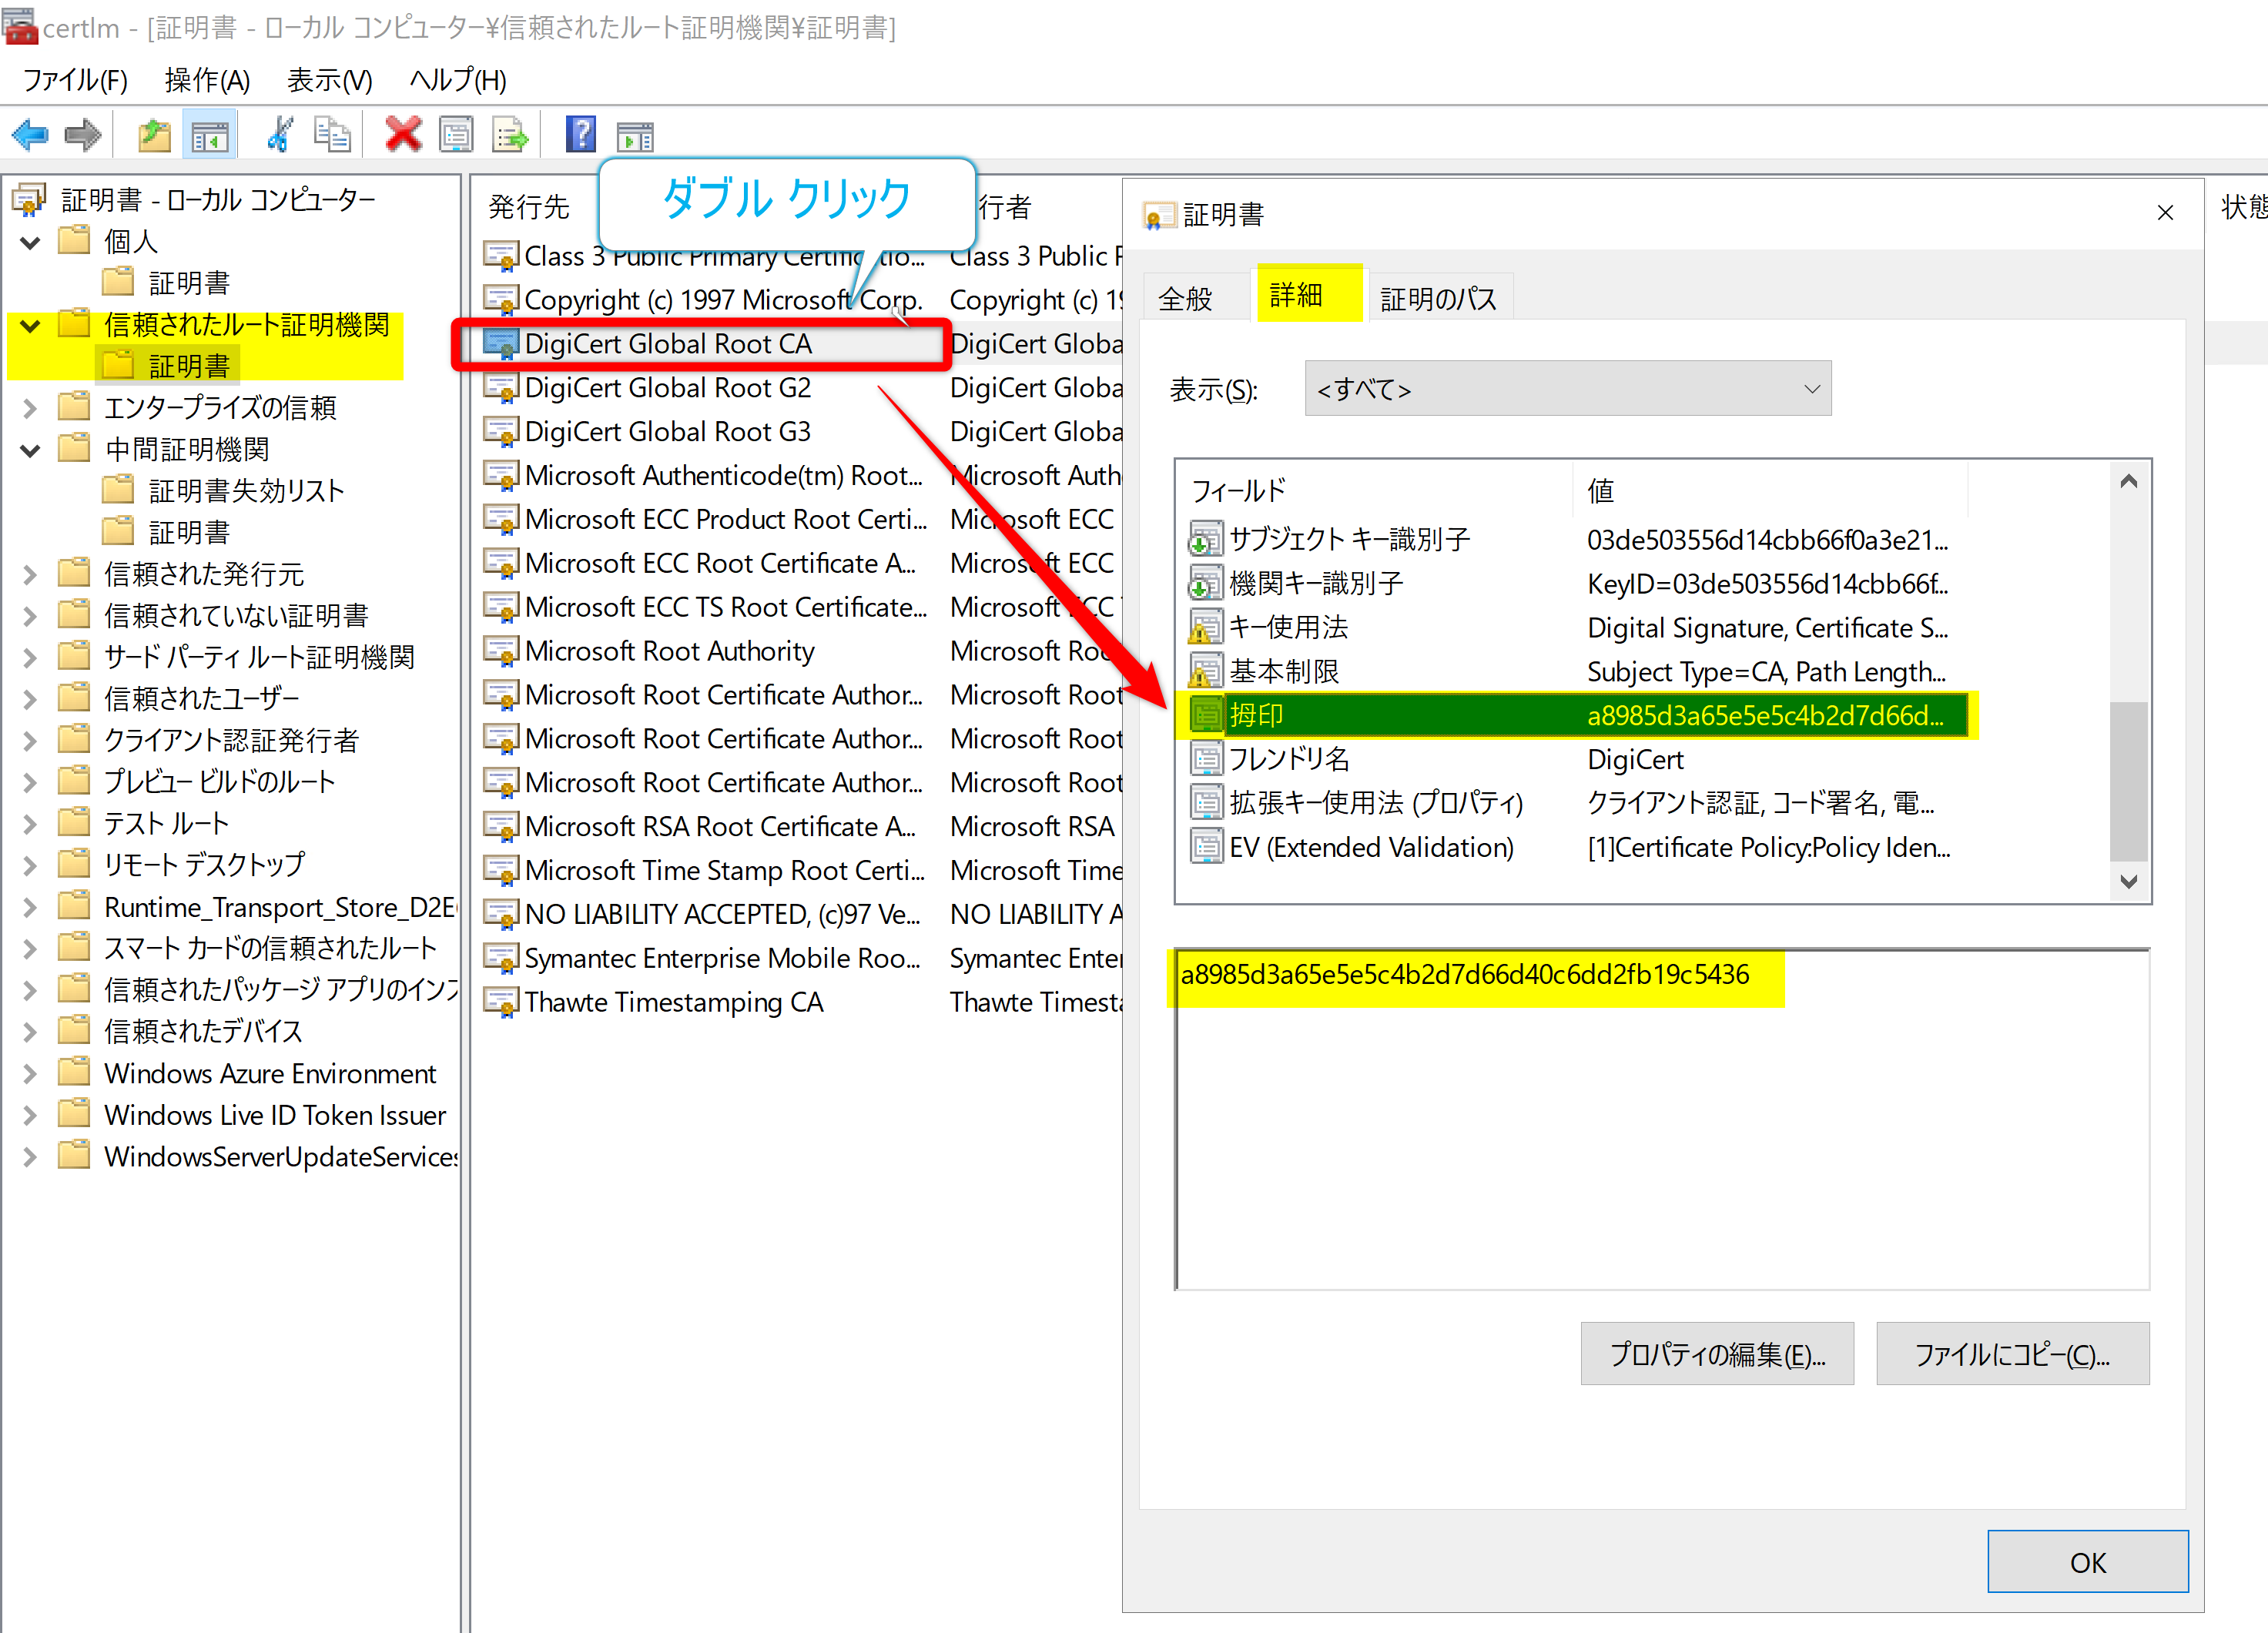 certlm - [証明書 - ローカル コンピューター¥信頼されたルート証明機関¥証明書]
ファイル(F) 操作(A) 表示(V) ヘルプ(H)
証明書 - ローカル コンピューター
個人
証明書
信頼されたルート証明機関
証明書
エンタープライズの信頼
中間証明機関
証明書失効リスト
証明書
信頼された発行元
信頼されていない証明書
サード パーティ ルート証明機関
信頼されたユーザー
クライアント認証発行者
プレビュー ビルドのルート
テスト ルート
リモート デスクトップ
Runtime_Transport_Store_D2E
スマート カードの信頼されたルート
信頼されたパッケージ アプリのインス
信頼されたデバイス
Windows Azure Environment
Windows Live ID Token Issuer
WindowsServerUpdateServices
ダブル クリック
発行先 行者 状態
Class 3 Public Primary Certificatio... Class 3 Public P
Copyright (c) 1997 Microsoft Corp. Copyright (c) 19
DigiCert Global Root CA DigiCert Globa
DigiCert Global Root G2 DigiCert Globa
DigiCert Global Root G3 DigiCert Globa
Microsoft Authenticode(tm) Root... Microsoft Auth
Microsoft ECC Product Root Certi... Microsoft ECC
Microsoft ECC Root Certificate A... Microsoft ECC
Microsoft ECC TS Root Certificate... Microsoft ECC T
Microsoft Root Authority Microsoft Roo
Microsoft Root Certificate Author... Microsoft Root
Microsoft Root Certificate Author... Microsoft Root
Microsoft Root Certificate Author... Microsoft Root
Microsoft RSA Root Certificate A... Microsoft RSA
Microsoft Time Stamp Root Certi... Microsoft Time
NO LIABILITY ACCEPTED, (c)97 Ve... NO LIABILITY A
Symantec Enterprise Mobile Roo... Symantec Enter
Thawte Timestamping CA Thawte Timesta
証明書
全般 詳細 証明のパス
表示(S): <すべて>
フィールド 値
サブジェクト キー識別子 03de503556d14cbb66f0a3e21...
機関キー識別子 KeyID=03de503556d14cbb66f...
キー使用法 Digital Signature, Certificate S...
基本制限 Subject Type=CA, Path Length...
拇印 a8985d3a65e5e5c4b2d7d66d...
フレンドリ名 DigiCert
拡張キー使用法 (プロパティ) クライアント認証, コード署名, 電...
EV (Extended Validation) [1]Certificate Policy:Policy Iden...
a8985d3a65e5e5c4b2d7d66d40c6dd2fb19c5436
プロパティの編集(E)... ファイルにコピー(C)...
OK